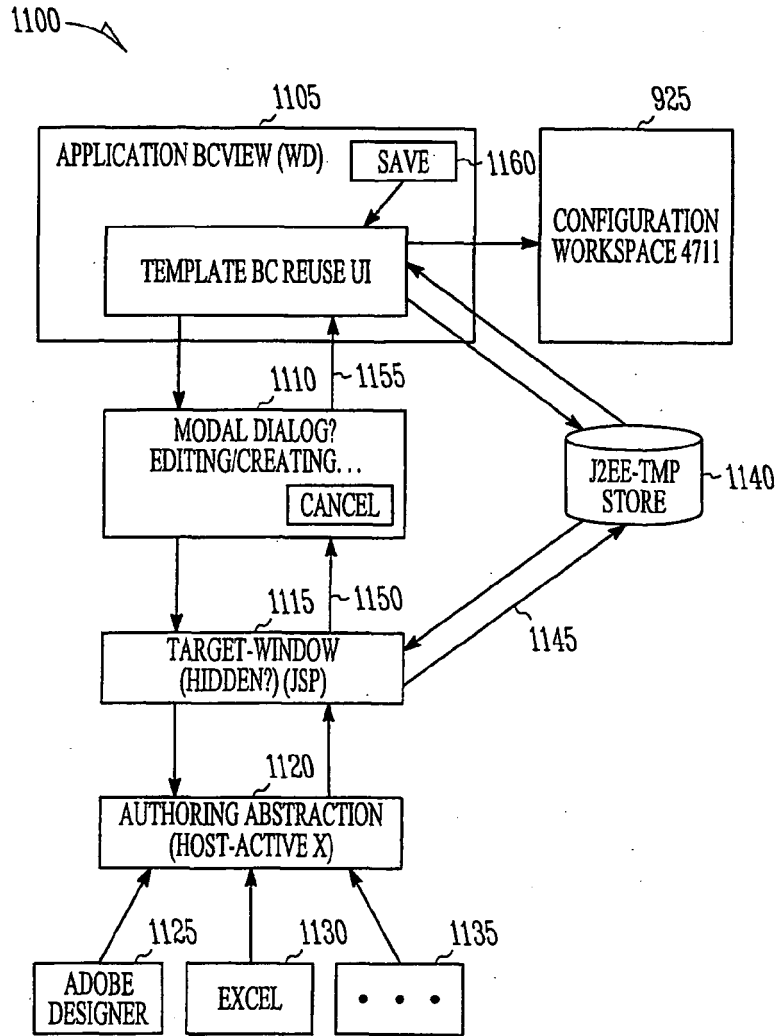 1100
1105
925
APPLICATION BCVIEW (WD)
SAVE
1160
TEMPLATE BC REUSE UI
CONFIGURATION
WORKSPACE 4711
1155
1110
MODAL DIALOG?
EDITING/CREATING...
CANCEL
J2EE-TMP
STORE
1140
1150
1115
1145
TARGET-WINDOW
(HIDDEN?) (JSP)
1120
AUTHORING ABSTRACTION
(HOST-ACTIVE X)
1125
1130
1135
ADOBE
DESIGNER
EXCEL
• • •